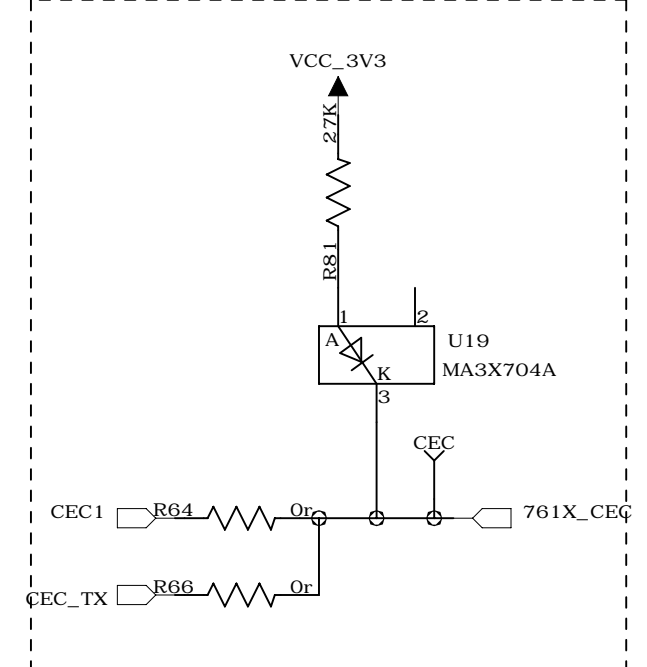 VCC_3V3
27K
R81
1
2
A
U19
K
MA3X704A
3
CEC
CEC1
R64
0r
761X_CEC
CEC_TX
R66
0r